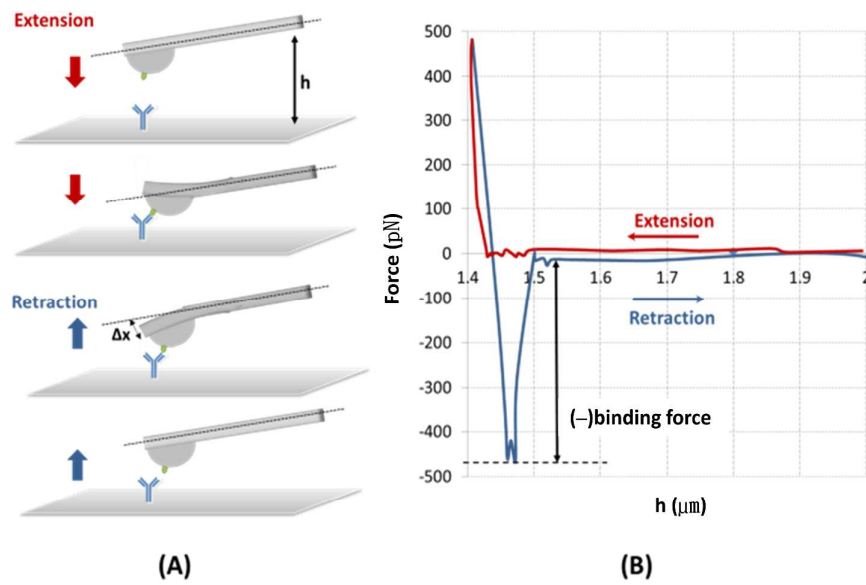 Extension
h
Retraction
Δx
(A)
500
400
300
200
100
0
-100
-200
-300
-400
-500
1.4
1.5
1.6
1.7
1.8
1.9
2
Force (pN)
Extension
Retraction
(−)binding force
h (μm)
(B)